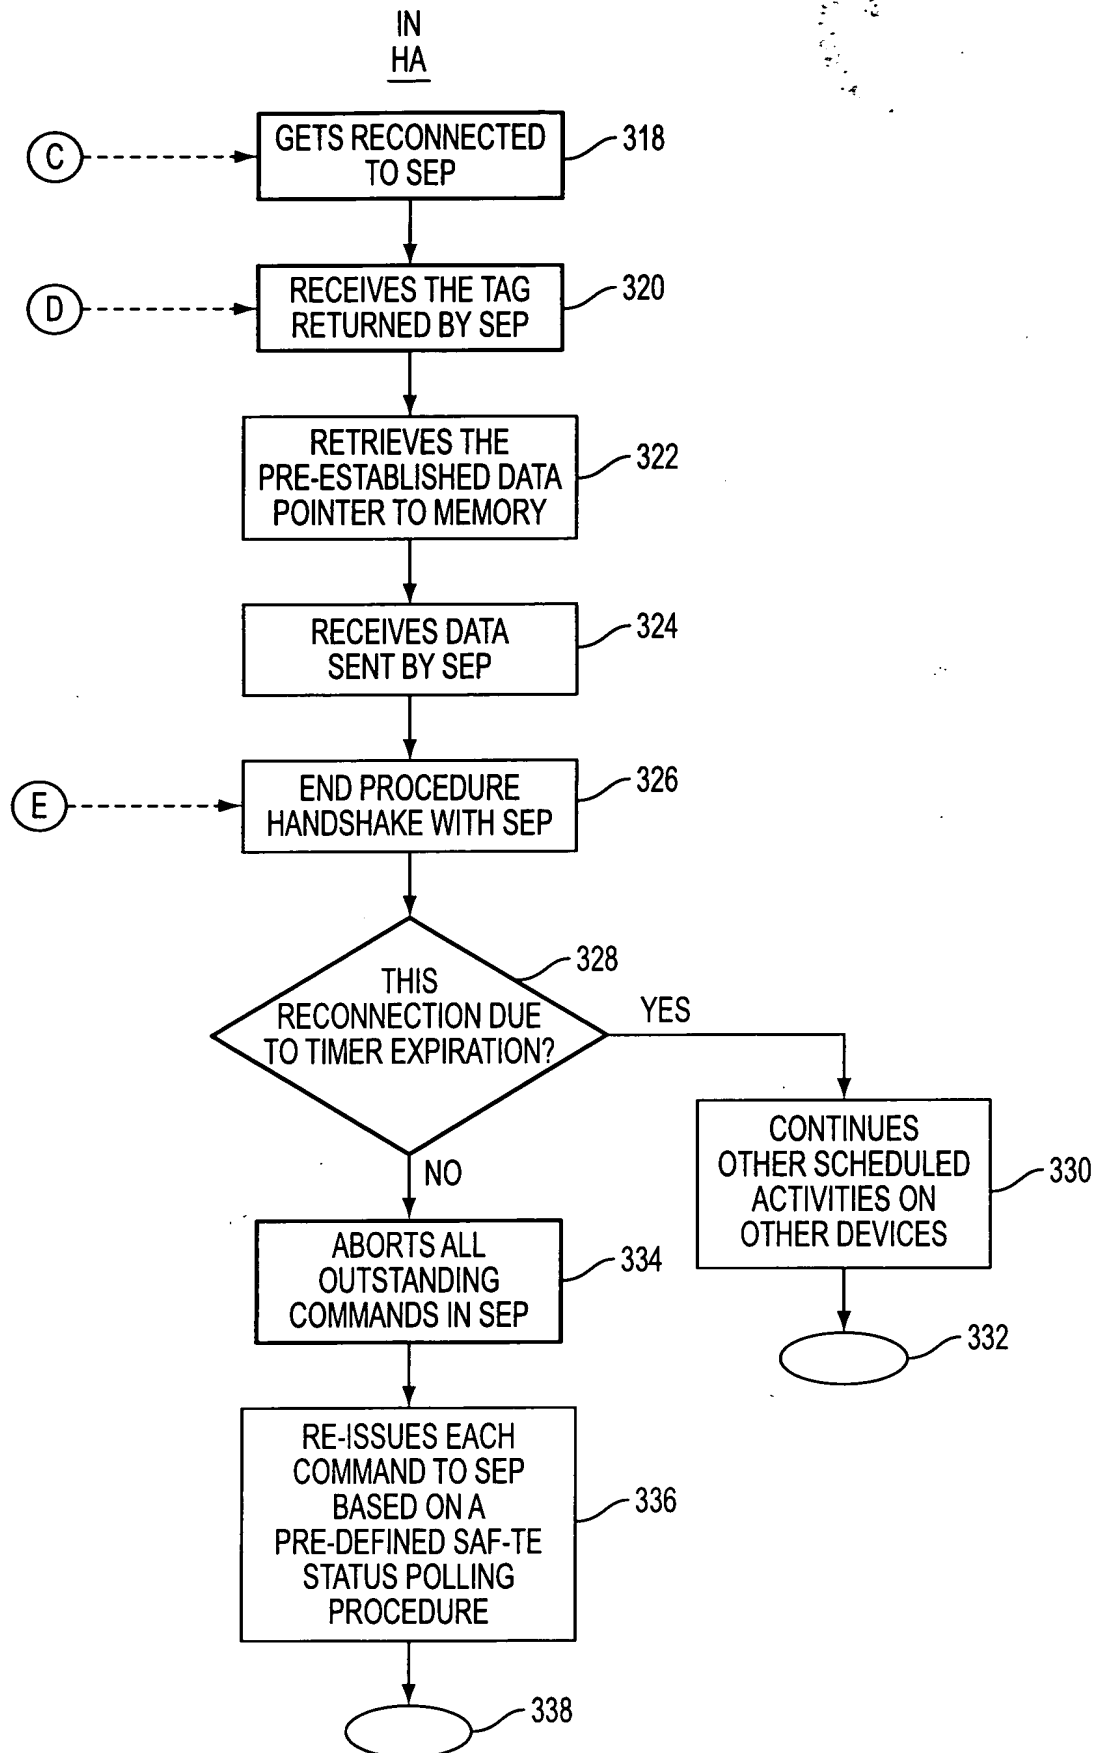 IN
HA
C
GETS RECONNECTED
TO SEP
318
D
RECEIVES THE TAG
RETURNED BY SEP
320
RETRIEVES THE
PRE-ESTABLISHED DATA
POINTER TO MEMORY
322
RECEIVES DATA
SENT BY SEP
324
E
END PROCEDURE
HANDSHAKE WITH SEP
326
THIS
RECONNECTION DUE
TO TIMER EXPIRATION?
328
YES
NO
CONTINUES
OTHER SCHEDULED
ACTIVITIES ON
OTHER DEVICES
330
332
ABORTS ALL
OUTSTANDING
COMMANDS IN SEP
334
RE-ISSUES EACH
COMMAND TO SEP
BASED ON A
PRE-DEFINED SAF-TE
STATUS POLLING
PROCEDURE
336
338